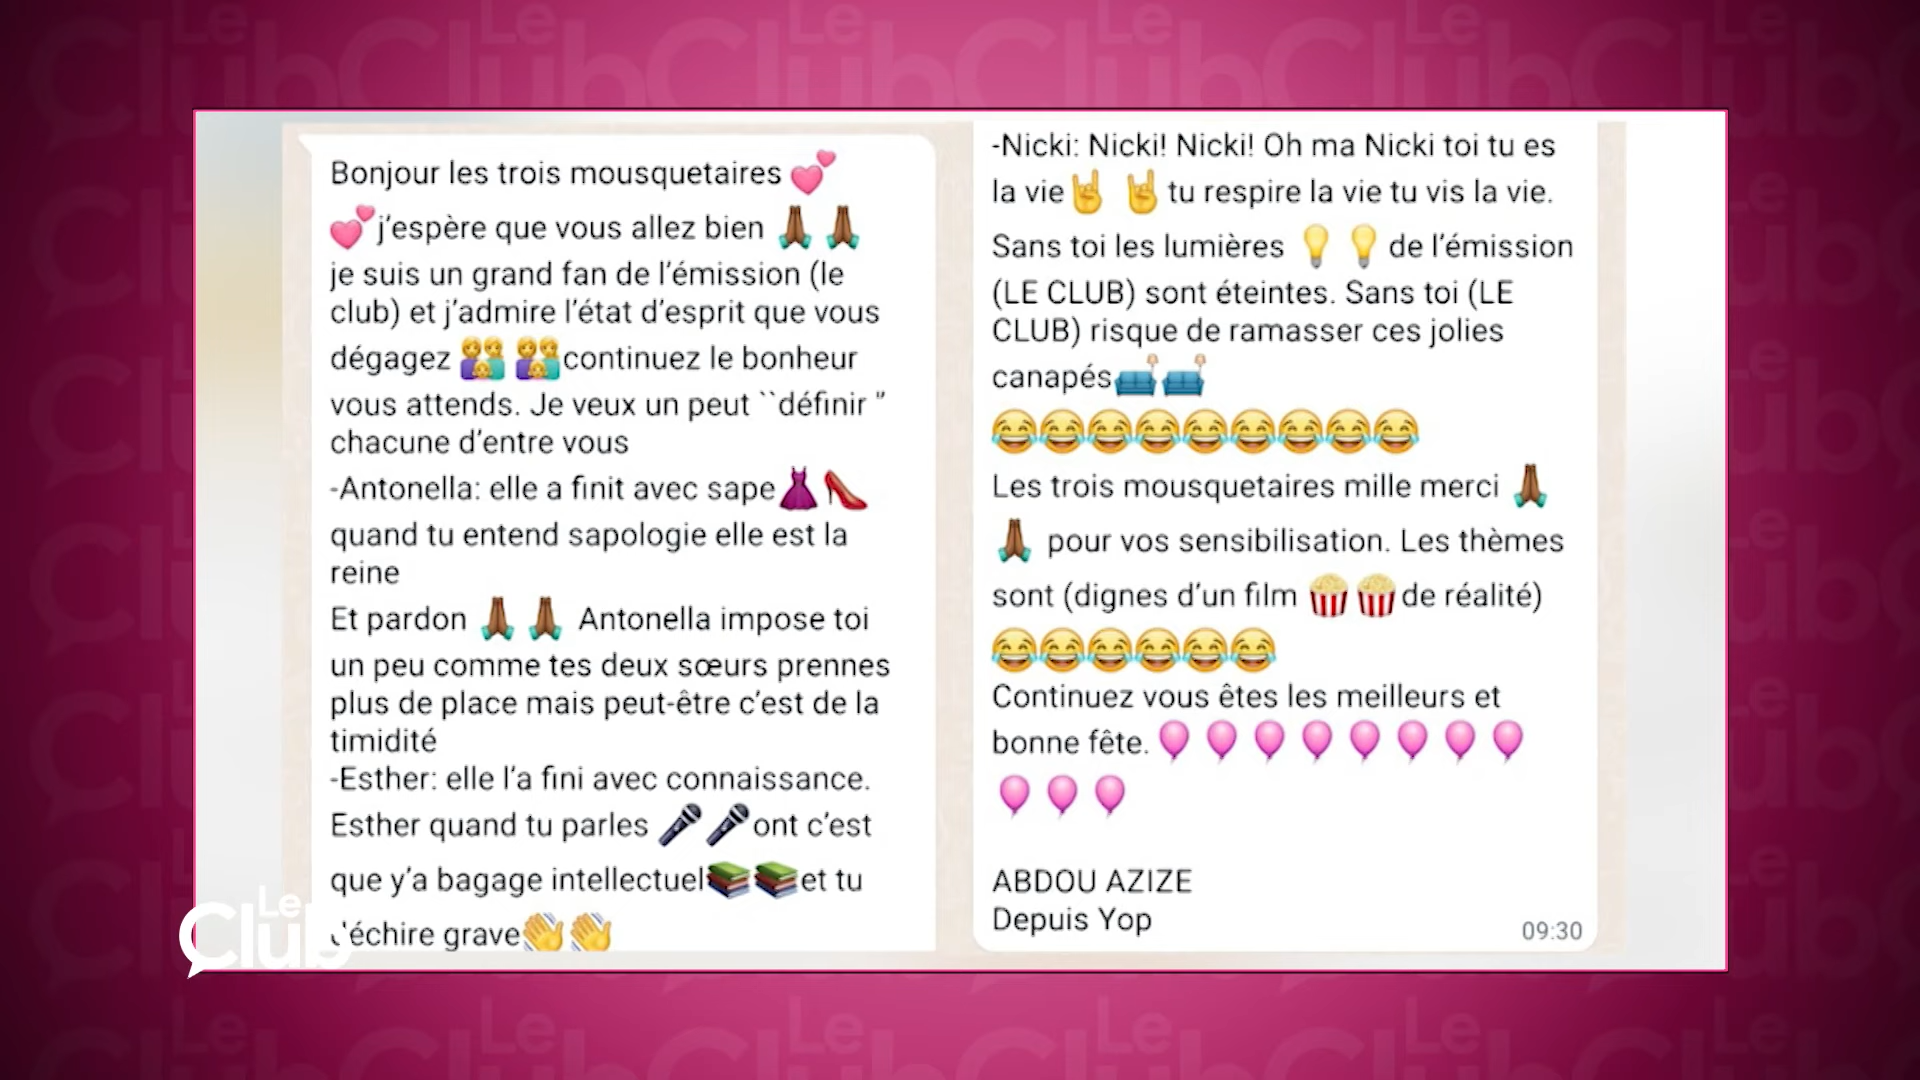 Bonjour les trois mousquetaires 💕
💕j'espère que vous allez bien 🙏🏾 🙏🏾
je suis un grand fan de l'émission (le
club) et j'admire l'état d'esprit que vous
dégagez 👩‍👩‍👧 👩‍👩‍👧continuez le bonheur
vous attends. Je veux un peut ``définir "
chacune d'entre vous
-Antonella: elle a finit avec sape👗👠
quand tu entend sapologie elle est la
reine
Et pardon 🙏🏾 🙏🏾 Antonella impose toi
un peu comme tes deux sœurs prennes
plus de place mais peut-être c'est de la
timidité
-Esther: elle l'a fini avec connaissance.
Esther quand tu parles 🎤🎤ont c'est
que y'a bagage intellectuel📚📚et tu
grave👋👋
-Nicki: Nicki! Nicki! Oh ma Nicki toi tu es
la vie🤘 🤘 tu respire la vie tu vis la vie.
Sans toi les lumières 💡 💡 de l'émission
(LE CLUB) sont éteintes. Sans toi (LE
CLUB) risque de ramasser ces jolies
canapés🛋️🛋️
😂😂😂😂😂😂😂😂😂
Les trois mousquetaires mille merci 🙏🏾
🙏🏾 pour vos sensibilisation. Les thèmes
sont (dignes d'un film 🍿🍿de réalité)
😂😂😂😂😂😂
Continuez vous êtes les meilleurs et
bonne fête. 🎈🎈🎈🎈🎈🎈🎈🎈
🎈🎈🎈
ABDOU AZIZE
Depuis Yop
09:30
Le
Club